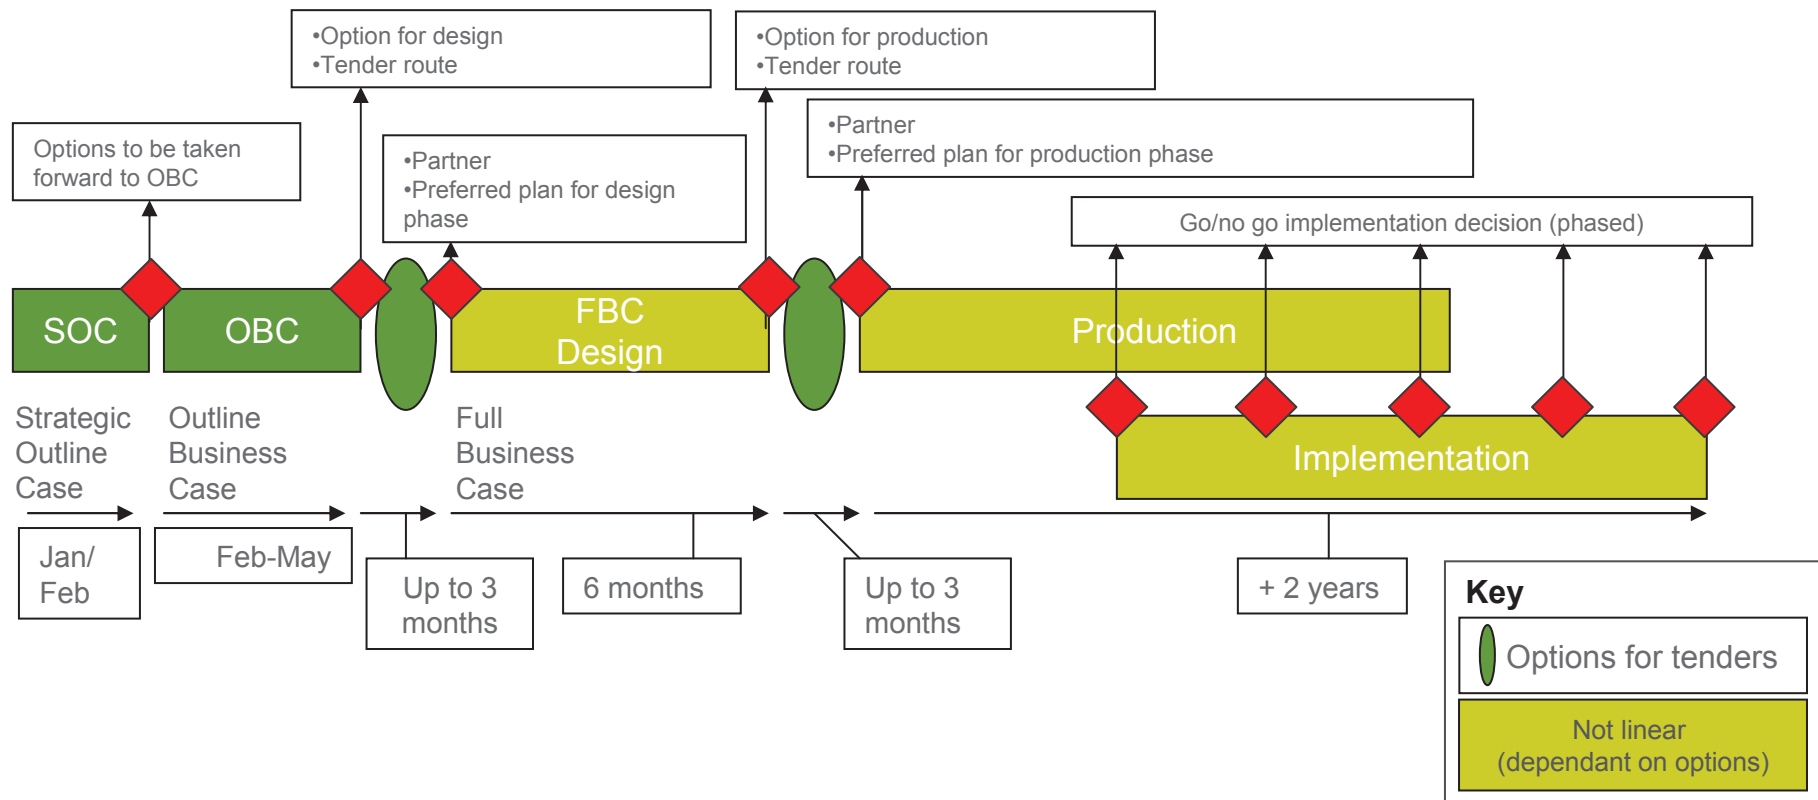 •Option for design
•Tender route
•Option for production
•Tender route
Options to be taken
forward to OBC
•Partner
•Preferred plan for design
phase
•Partner
•Preferred plan for production phase
Go/no go implementation decision (phased)
SOC
OBC
FBC
Design
Production
Implementation
Strategic
Outline
Case
Outline
Business
Case
Full
Business
Case
Jan/
Feb
Feb-May
Up to 3
months
6 months
Up to 3
months
+ 2 years
Key
Options for tenders
Not linear
(dependant on options)